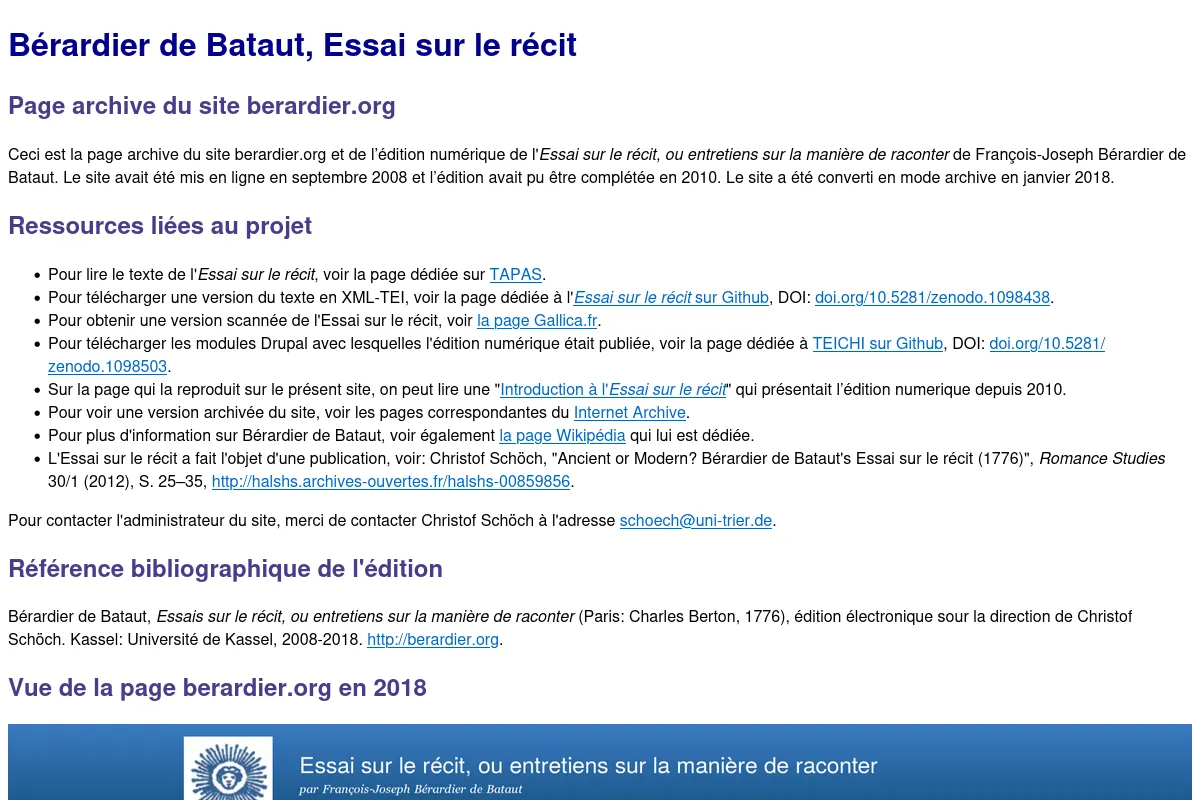 Bérardier de Bataut, Essai sur le récit
Page archive du site berardier.org
Ceci est la page archive du site berardier.org et de l’édition numérique de l'Essai sur le récit, ou entretiens sur la manière de raconter de François-Joseph Bérardier de
Bataut. Le site avait été mis en ligne en septembre 2008 et l’édition avait pu être complétée en 2010. Le site a été converti en mode archive en janvier 2018.
Ressources liées au projet
• Pour lire le texte de l'Essai sur le récit, voir la page dédiée sur TAPAS.
• Pour télécharger une version du texte en XML-TEI, voir la page dédiée à l'Essai sur le récit sur Github, DOI: doi.org/10.5281/zenodo.1098438.
• Pour obtenir une version scannée de l'Essai sur le récit, voir la page Gallica.fr.
• Pour télécharger les modules Drupal avec lesquelles l'édition numérique était publiée, voir la page dédiée à TEICHI sur Github, DOI: doi.org/10.5281/
zenodo.1098503.
• Sur la page qui la reproduit sur le présent site, on peut lire une "Introduction à l'Essai sur le récit" qui présentait l’édition numerique depuis 2010.
• Pour voir une version archivée du site, voir les pages correspondantes du Internet Archive.
• Pour plus d'information sur Bérardier de Bataut, voir également la page Wikipédia qui lui est dédiée.
• L'Essai sur le récit a fait l'objet d'une publication, voir: Christof Schöch, "Ancient or Modern? Bérardier de Bataut's Essai sur le récit (1776)", Romance Studies
30/1 (2012), S. 25–35, http://halshs.archives-ouvertes.fr/halshs-00859856.
Pour contacter l'administrateur du site, merci de contacter Christof Schöch à l'adresse schoech@uni-trier.de.
Référence bibliographique de l'édition
Bérardier de Bataut, Essais sur le récit, ou entretiens sur la manière de raconter (Paris: Charles Berton, 1776), édition électronique sour la direction de Christof
Schöch. Kassel: Université de Kassel, 2008-2018. http://berardier.org.
Vue de la page berardier.org en 2018
Essai sur le récit, ou entretiens sur la manière de raconter
par François-Joseph Bérardier de Bataut